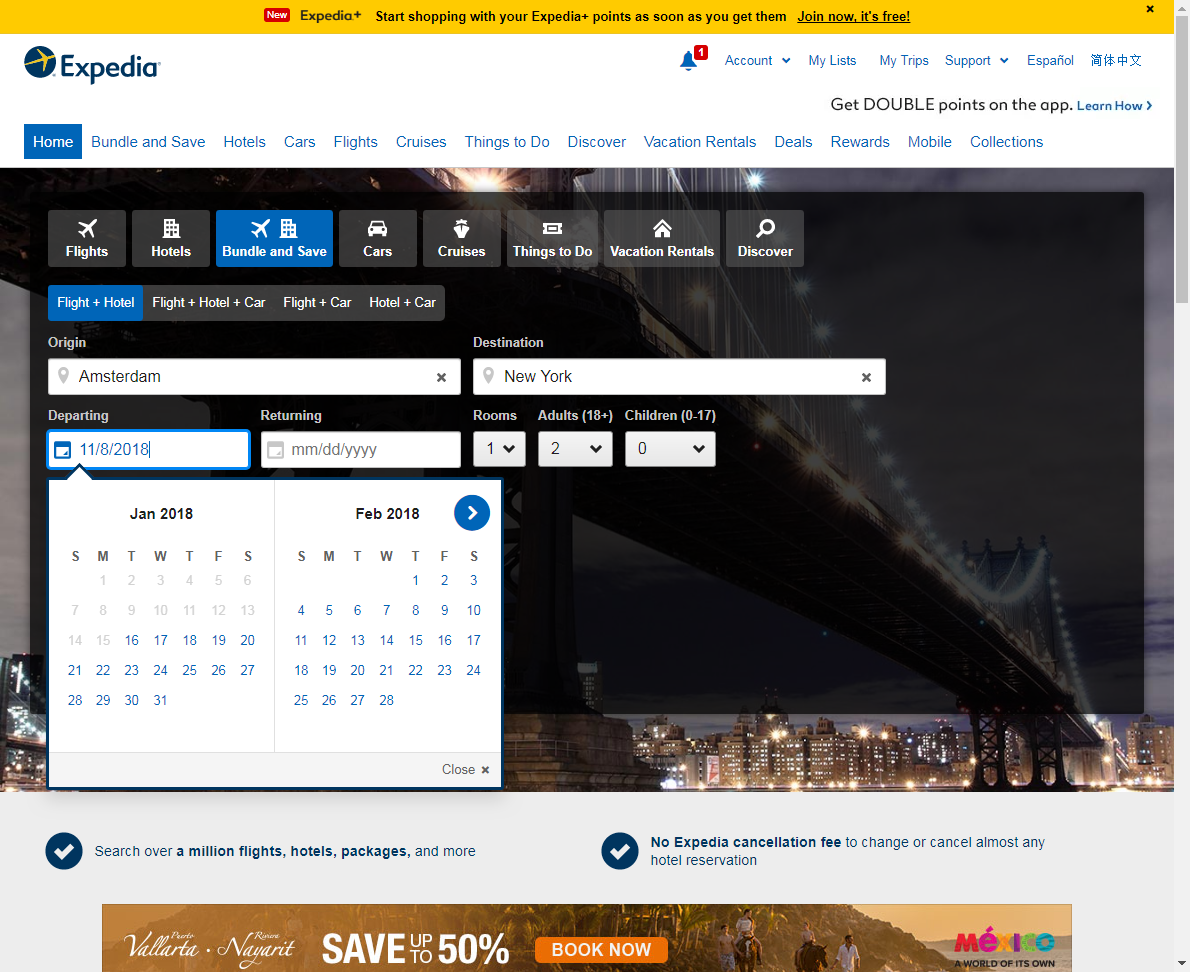 New Expedia+ Start shopping with your Expedia+ points as soon as you get them Join now, it's free!
Expedia
1 Account My Lists My Trips Support Español 简体中文
Get DOUBLE points on the app. Learn How
Home Bundle and Save Hotels Cars Flights Cruises Things to Do Discover Vacation Rentals Deals Rewards Mobile Collections
Flights Hotels Bundle and Save Cars Cruises Things to Do Vacation Rentals Discover
Flight + Hotel Flight + Hotel + Car Flight + Car Hotel + Car
Origin Destination
Amsterdam New York
Departing Returning Rooms Adults (18+) Children (0-17)
11/8/2018 mm/dd/yyyy 1 2 0
Jan 2018 Feb 2018
S M T W T F S S M T W T F S
1 2 3 4 5 6 1 2 3
7 8 9 10 11 12 13 4 5 6 7 8 9 10
14 15 16 17 18 19 20 11 12 13 14 15 16 17
21 22 23 24 25 26 27 18 19 20 21 22 23 24
28 29 30 31 25 26 27 28
Close
Search over a million flights, hotels, packages, and more
No Expedia cancellation fee to change or cancel almost any
hotel reservation
Puerto Vallarta · Riviera Nayarit SAVE UP TO 50% BOOK NOW México
A WORLD OF ITS OWN